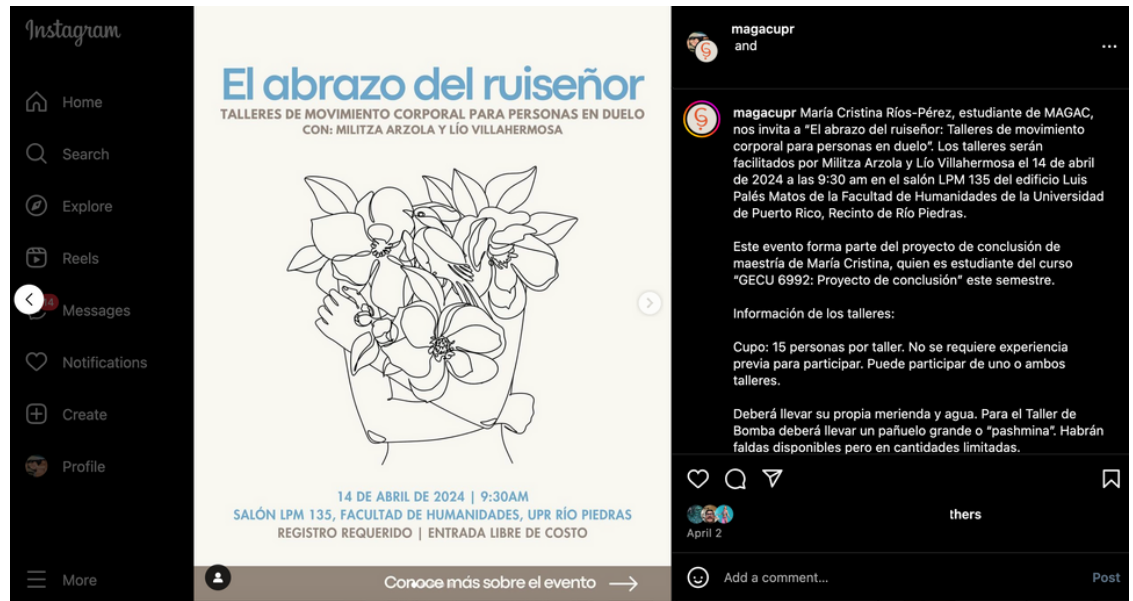 Instagram
Home
Search
Explore
Reels
Messages
Notifications
Create
Profile
More
El abrazo del ruiseñor
TALLERES DE MOVIMIENTO CORPORAL PARA PERSONAS EN DUELO
CON: MILITZA ARZOLA Y LÍO VILLAHERMOSA
14 DE ABRIL DE 2024 | 9:30AM
SALÓN LPM 135, FACULTAD DE HUMANIDADES, UPR RÍO PIEDRAS
REGISTRO REQUERIDO | ENTRADA LIBRE DE COSTO
Conoce más sobre el evento
magacupr
and
magacupr María Cristina Ríos-Pérez, estudiante de MAGAC,
nos invita a “El abrazo del ruiseñor: Talleres de movimiento
corporal para personas en duelo”. Los talleres serán
facilitados por Militza Arzola y Lío Villahermosa el 14 de abril
de 2024 a las 9:30 am en el salón LPM 135 del edificio Luis
Palés Matos de la Facultad de Humanidades de la Universidad
de Puerto Rico, Recinto de Río Piedras.
Este evento forma parte del proyecto de conclusión de
maestría de María Cristina, quien es estudiante del curso
“GECU 6992: Proyecto de conclusión” este semestre.
Información de los talleres:
Cupo: 15 personas por taller. No se requiere experiencia
previa para participar. Puede participar de uno o ambos
talleres.
Deberá llevar su propia merienda y agua. Para el Taller de
Bomba deberá llevar un pañuelo grande o “pashmina”. Habrán
faldas disponibles pero en cantidades limitadas.
thers
April 2
Add a comment...
Post